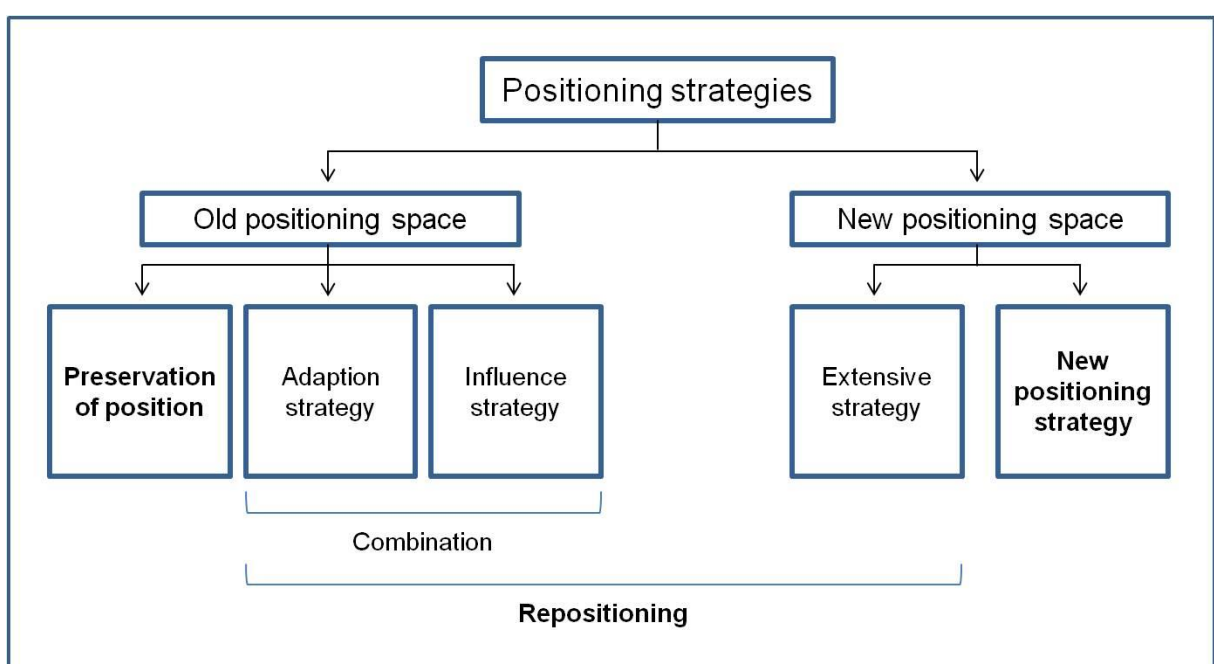 Positioning strategies
Old positioning space
New positioning space
Preservation
of position
Adaption
strategy
Influence
strategy
Extensive
strategy
New
positioning
strategy
Combination
Repositioning